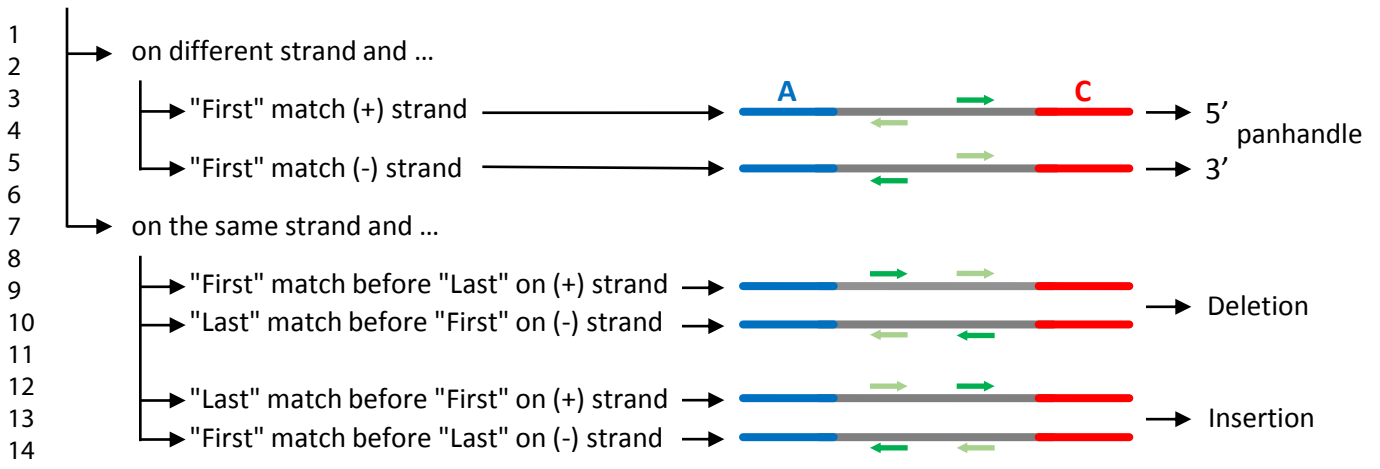 1
2
3
4
5
6
7
8
9
10
11
12
13
14
on different strand and ...
"First" match (+) strand
A
C
5’
panhandle
"First" match (-) strand
3’
on the same strand and ...
"First" match before "Last" on (+) strand
"Last" match before "First" on (-) strand
Deletion
"Last" match before "First" on (+) strand
"First" match before "Last" on (-) strand
Insertion